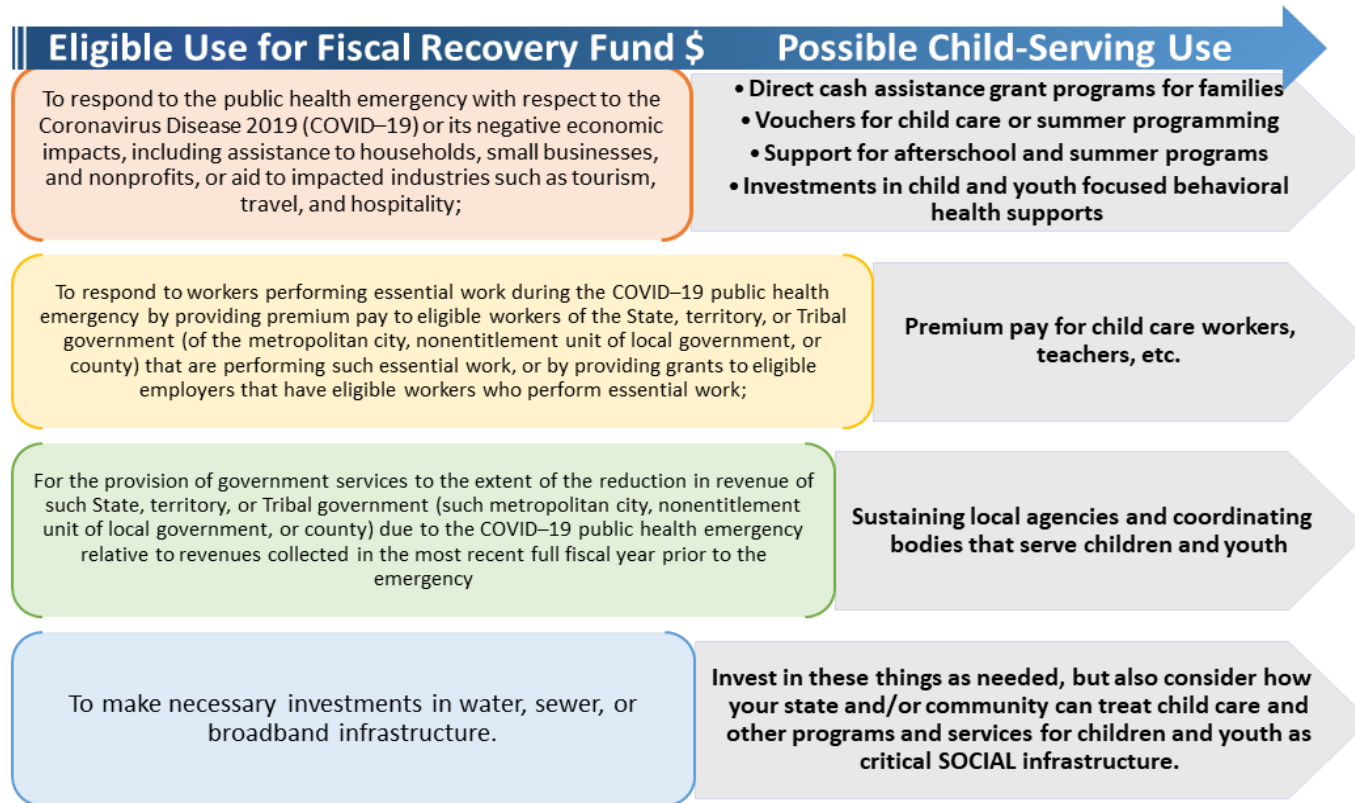 Eligible Use for Fiscal Recovery Fund $
Possible Child-Serving Use
To respond to the public health emergency with respect to the
Coronavirus Disease 2019 (COVID–19) or its negative economic
impacts, including assistance to households, small businesses,
and nonprofits, or aid to impacted industries such as tourism,
travel, and hospitality;
• Direct cash assistance grant programs for families
• Vouchers for child care or summer programming
• Support for afterschool and summer programs
• Investments in child and youth focused behavioral
health supports
To respond to workers performing essential work during the COVID–19 public health
emergency by providing premium pay to eligible workers of the State, territory, or Tribal
government (of the metropolitan city, nonentitlement unit of local government, or
county) that are performing such essential work, or by providing grants to eligible
employers that have eligible workers who perform essential work;
Premium pay for child care workers,
teachers, etc.
For the provision of government services to the extent of the reduction in revenue of
such State, territory, or Tribal government (such metropolitan city, nonentitlement
unit of local government, or county) due to the COVID–19 public health emergency
relative to revenues collected in the most recent full fiscal year prior to the
emergency
Sustaining local agencies and coordinating
bodies that serve children and youth
To make necessary investments in water, sewer, or
broadband infrastructure.
Invest in these things as needed, but also consider how
your state and/or community can treat child care and
other programs and services for children and youth as
critical SOCIAL infrastructure.